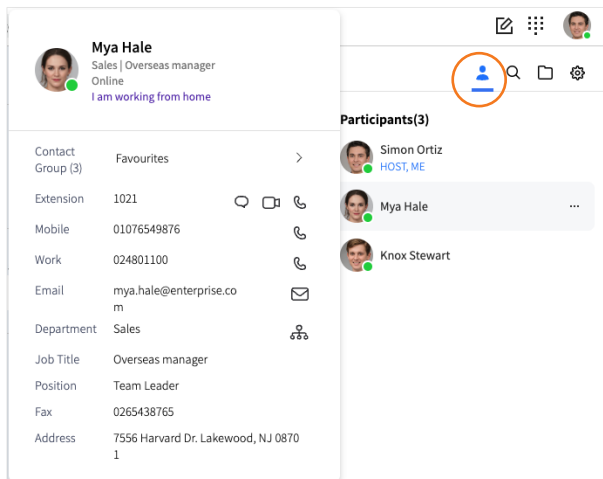 Mya Hale
Sales | Overseas manager
Online
I am working from home
Contact
Group (3)
Favourites
Extension
1021
Mobile
01076549876
Work
024801100
Email
mya.hale@enterprise.co
m
Department
Sales
Job Title
Overseas manager
Position
Team Leader
Fax
0265438765
Address
7556 Harvard Dr. Lakewood, NJ 0870
1
Participants(3)
Simon Ortiz
HOST, ME
Mya Hale
Knox Stewart